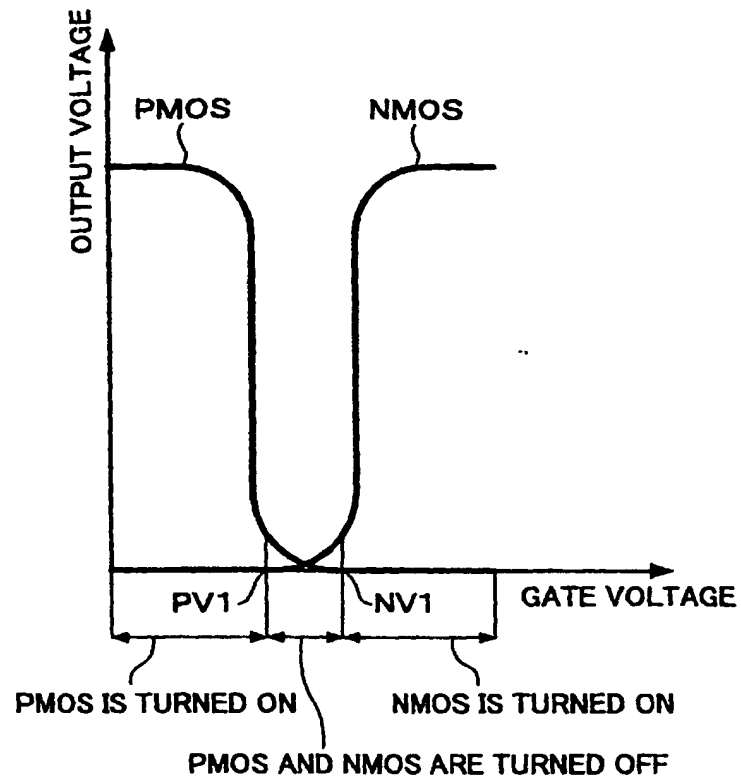 OUTPUT VOLTAGE
PMOS
NMOS
PV1
NV1
GATE VOLTAGE
PMOS IS TURNED ON
NMOS IS TURNED ON
PMOS AND NMOS ARE TURNED OFF